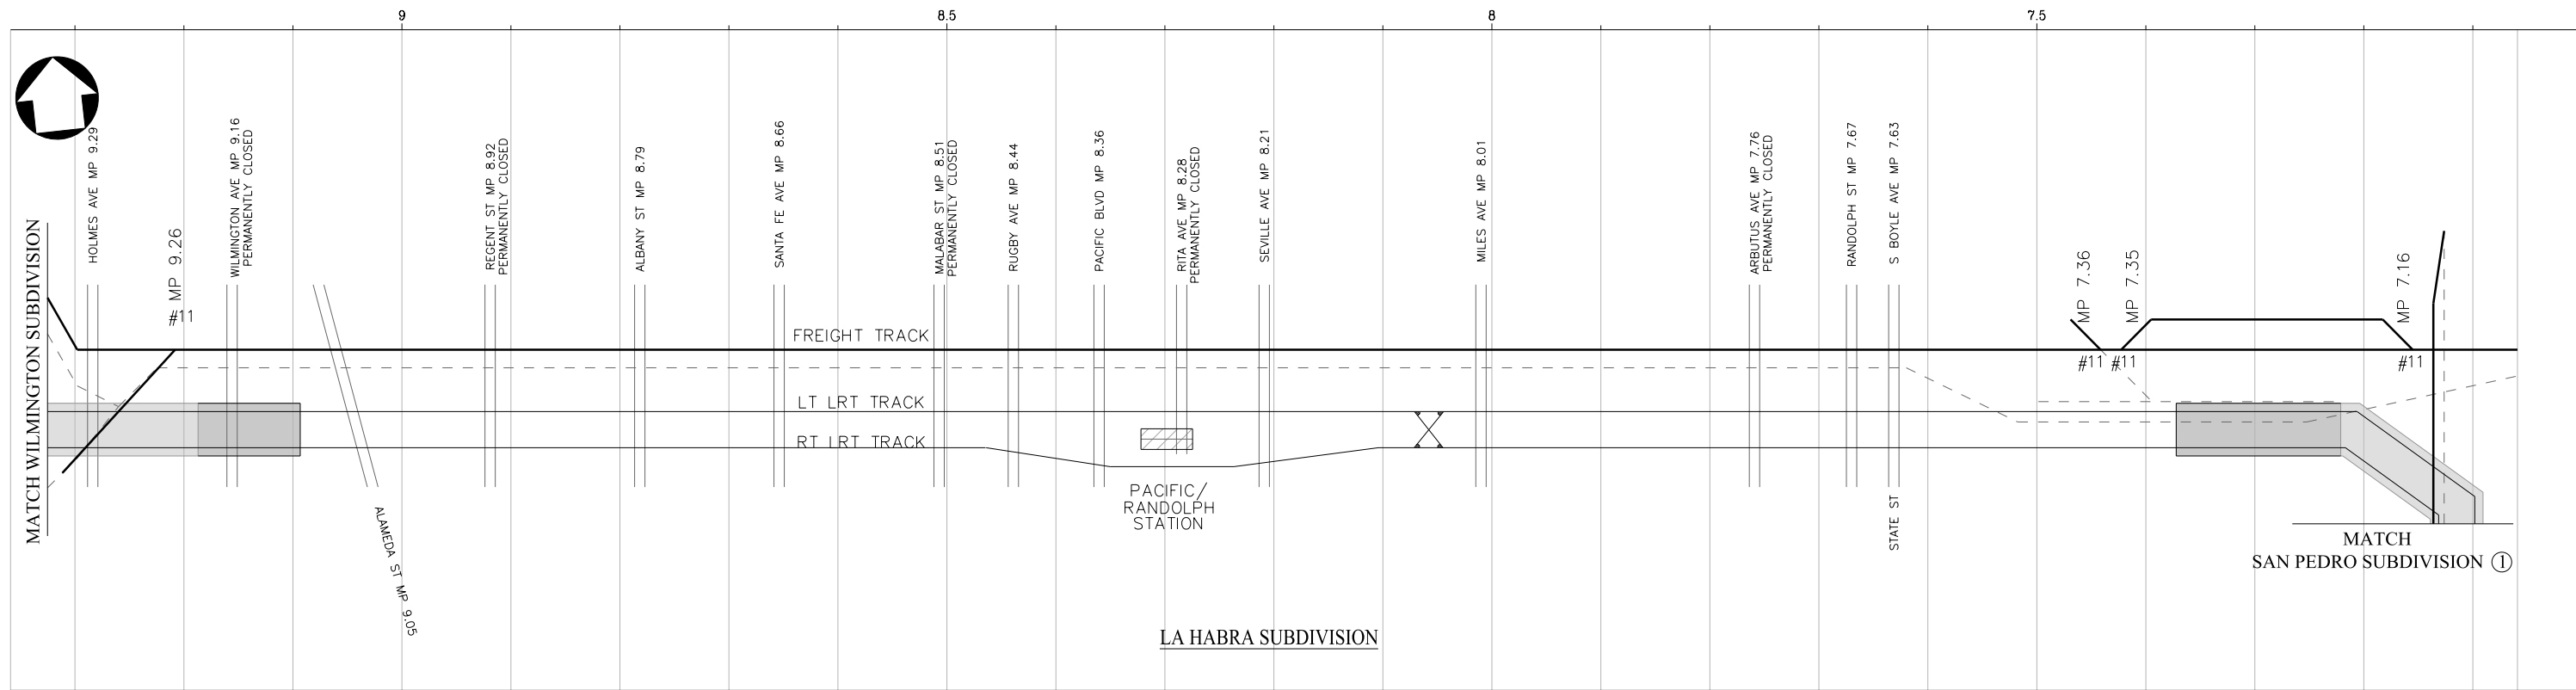 9
8.5
8
7.5
HOLMES AVE MP 9.29
MP 9.26
#11
WILMINGTON AVE MP 9.16
PERMANENTLY CLOSED
REGENT ST MP 8.92
PERMANENTLY CLOSED
ALBANY ST MP 8.79
SANTA FE AVE MP 8.66
MALABAR ST MP 8.51
PERMANENTLY CLOSED
RUGBY AVE MP 8.44
PACIFIC BLVD MP 8.36
RITA AVE MP 8.28
PERMANENTLY CLOSED
SEVILLE AVE MP 8.21
MILES AVE MP 8.01
ARBUTUS AVE MP 7.76
PERMANENTLY CLOSED
RANDOLPH ST MP 7.67
S BOYLE AVE MP 7.63
MP 7.36
MP 7.35
MP 7.16
#11
#11
#11
MATCH WILMINGTON SUBDIVISION
FREIGHT TRACK
LT LRT TRACK
RT LRT TRACK
PACIFIC/
RANDOLPH
STATION
ALAMEDA ST MP 9.05
STATE ST
MATCH
SAN PEDRO SUBDIVISION ①
LA HABRA SUBDIVISION